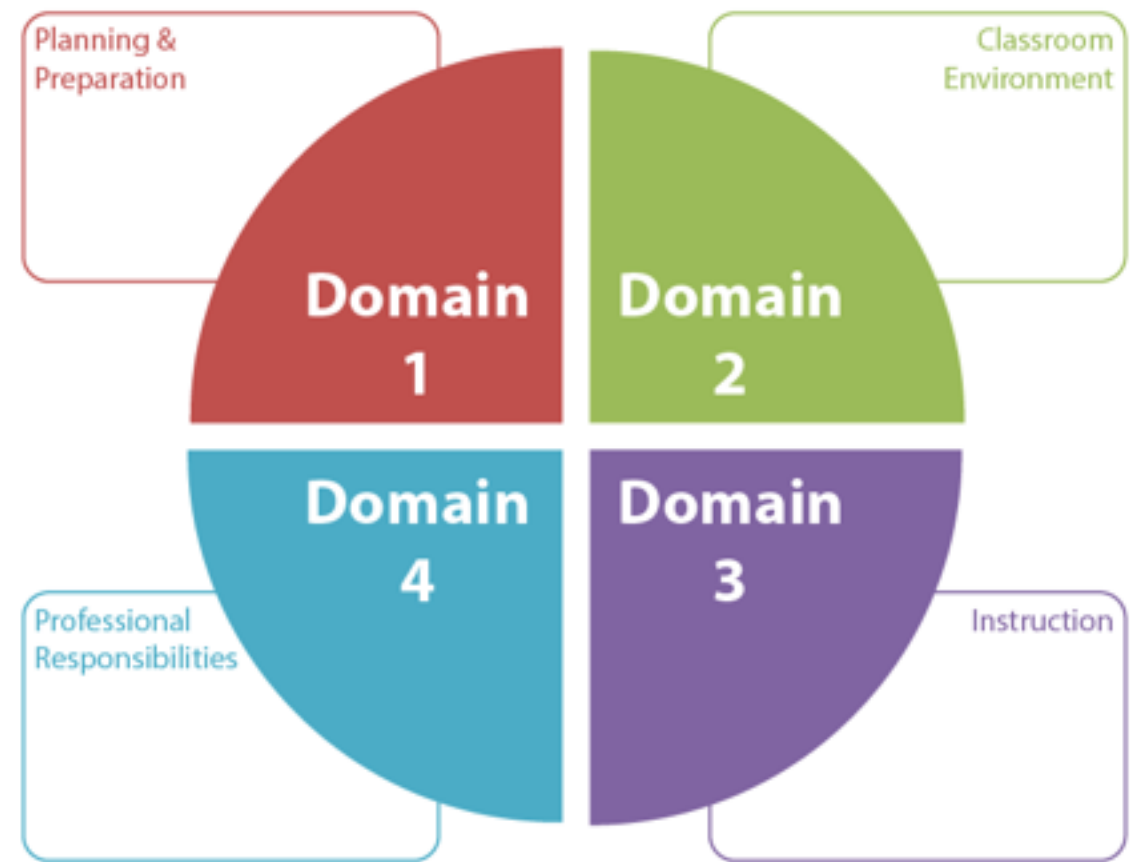 Planning &
Preparation
Classroom
Environment
Domain
1
Domain
2
Domain
4
Domain
3
Professional
Responsibilities
Instruction